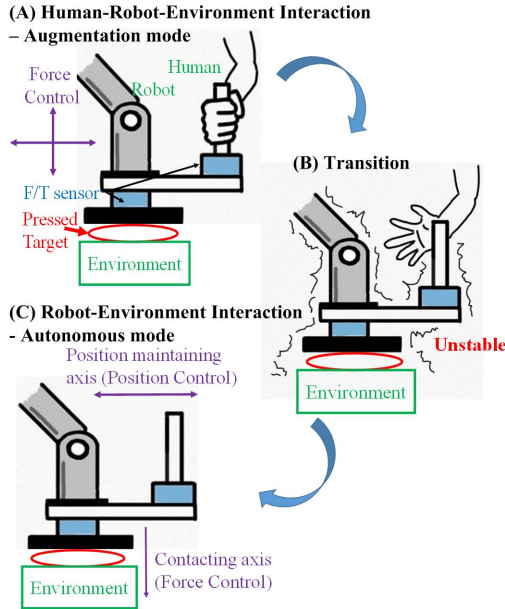 (A) Human-Robot-Environment Interaction
– Augmentation mode
Force
Control
Human
Robot
F/T sensor
Pressed
Target
Environment
(B) Transition
Unstable
Environment
(C) Robot-Environment Interaction
- Autonomous mode
Position maintaining
axis (Position Control)
Contacting axis
(Force Control)
Environment